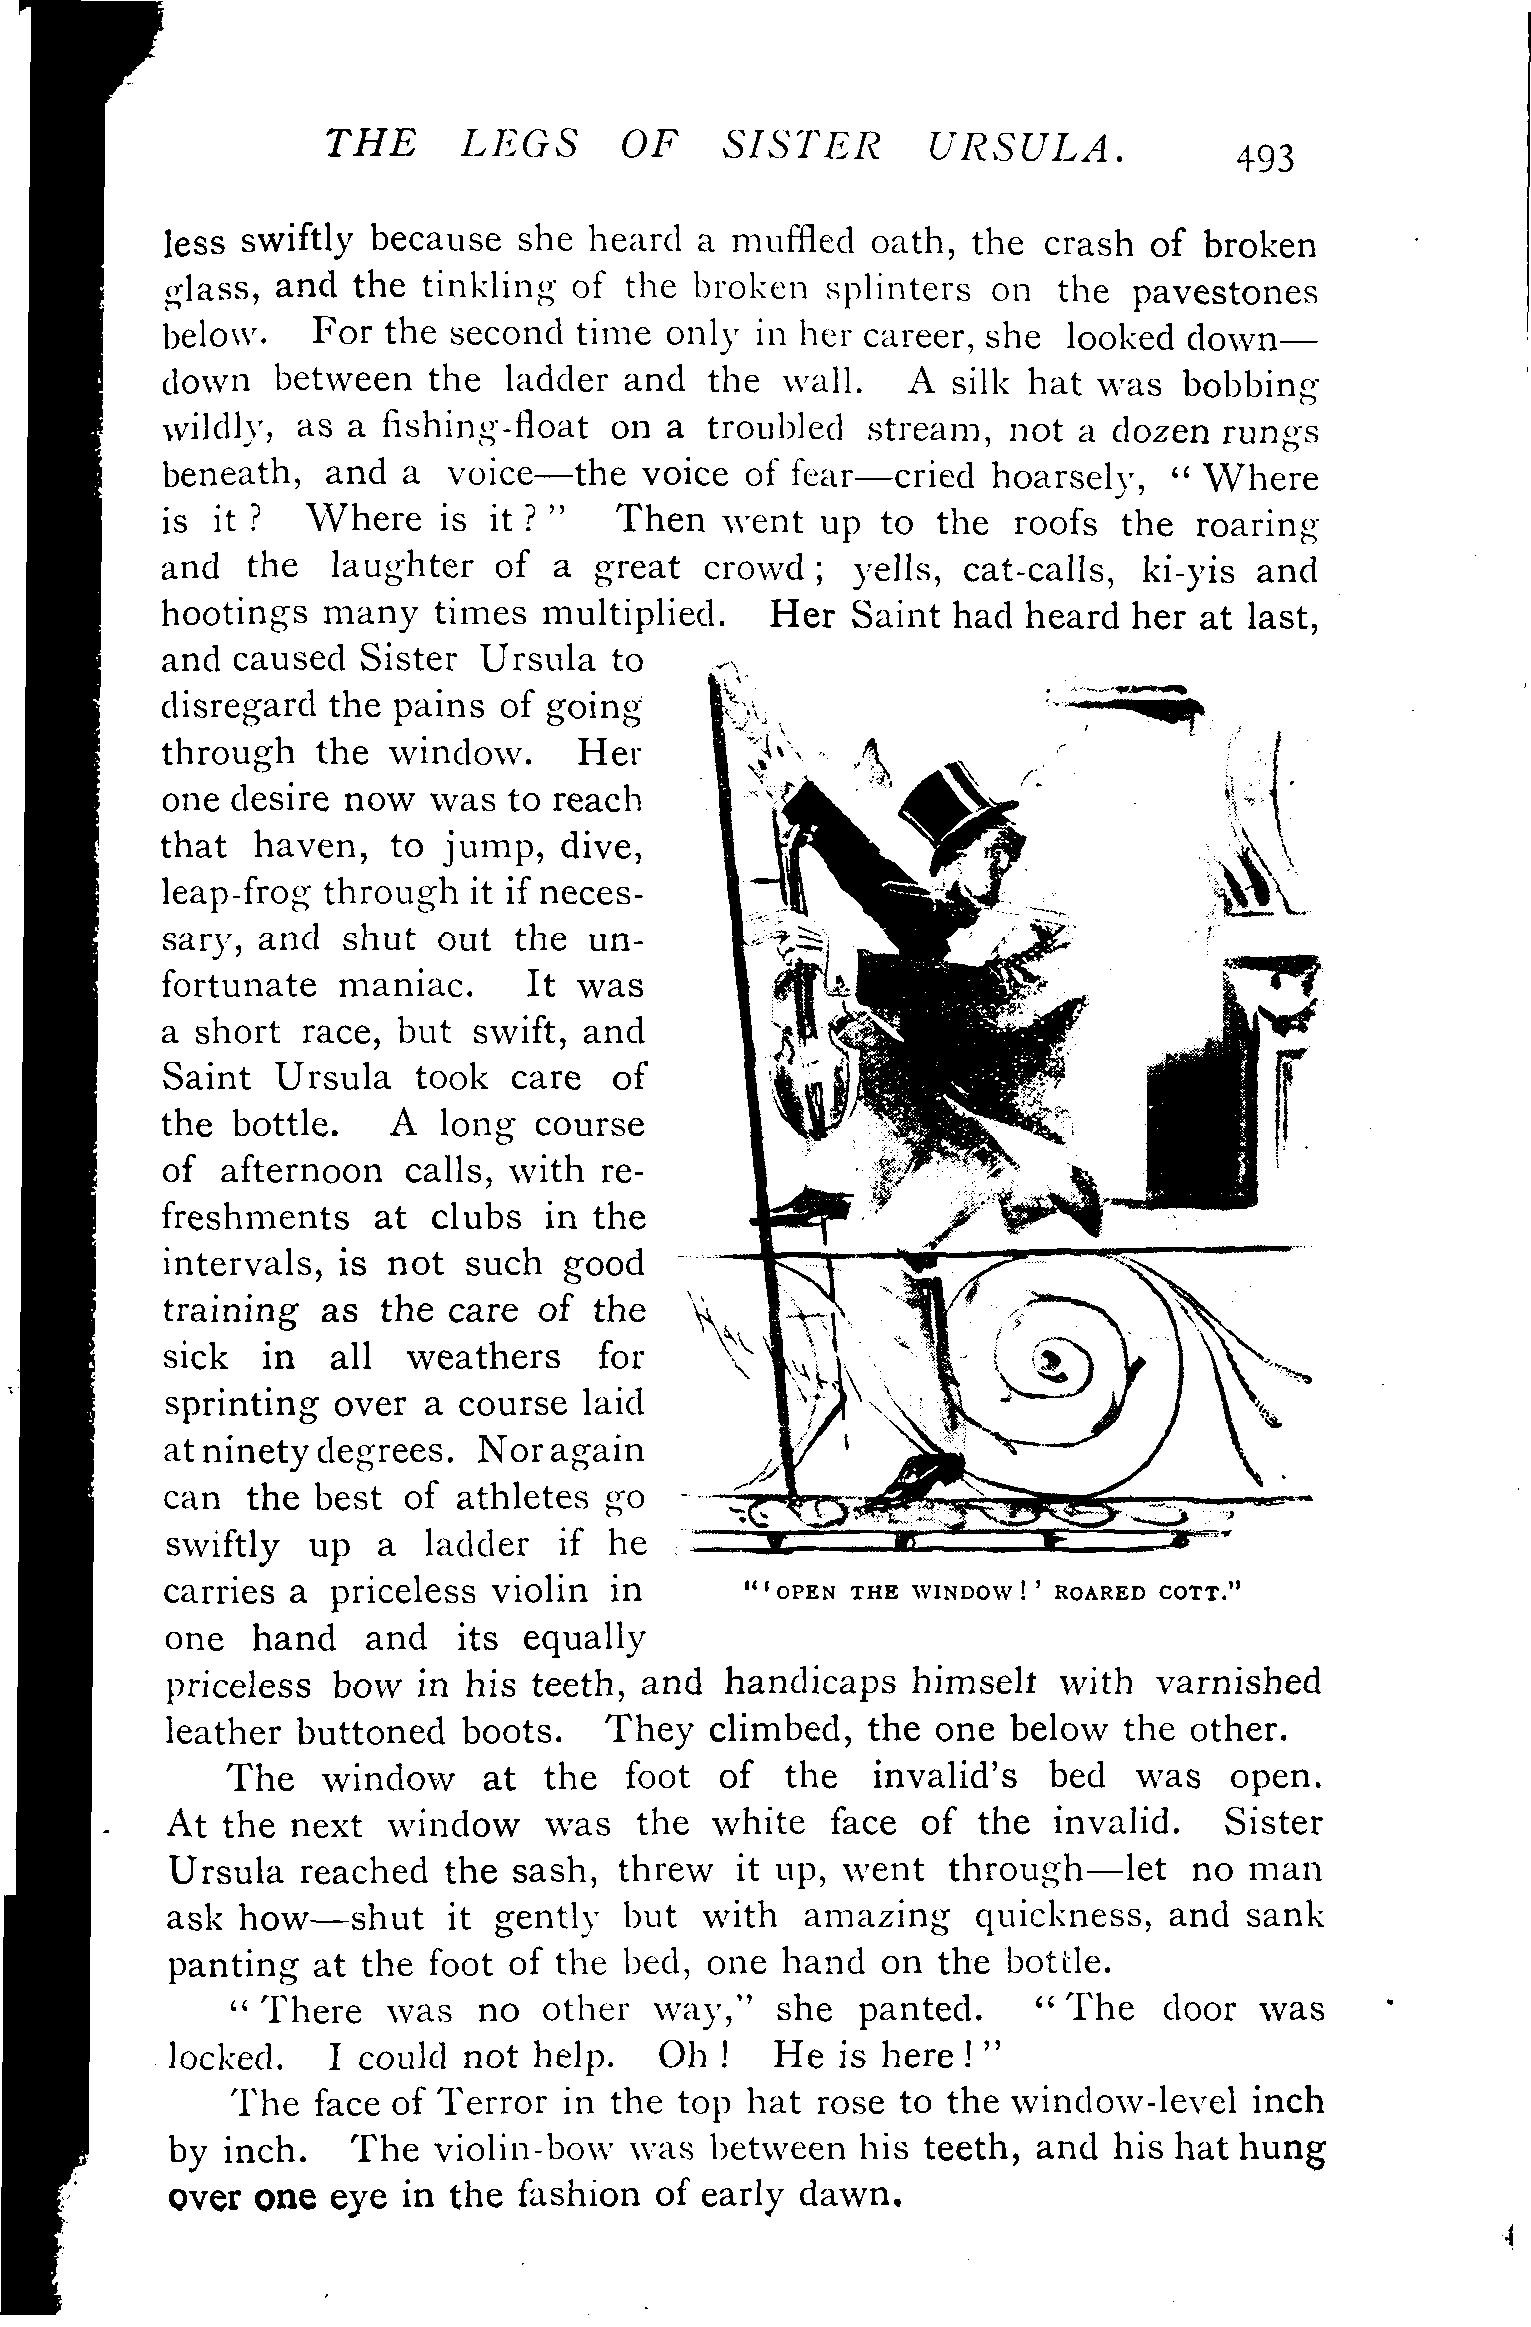 THE LEGS OF SISTER URSULA. 493
less swiftly because she heard a muffled oath, the crash of broken
glass, and the tinkling of the broken splinters on the pavestones
below. For the second time only in her career, she looked down—
down between the ladder and the wall. A silk hat was bobbing
wildly, as a fishing-float on a troubled stream, not a dozen rungs
beneath, and a voice—the voice of fear—cried hoarsely, “ Where
is it ? Where is it ? ” Then went up to the roofs the roaring
and the laughter of a great crowd ; yells, cat-calls, ki-yis and
hootings many times multiplied. Her Saint had heard her at last,
and caused Sister Ursula to
disregard the pains of going
through the window. Her
one desire now was to reach
that haven, to jump, dive,
leap-frog through it if neces-
sary, and shut out the un-
fortunate maniac. It was
a short race, but swift, and
Saint Ursula took care of
the bottle. A long course
of afternoon calls, with re-
freshments at clubs in the
intervals, is not such good
training as the care of the
sick in all weathers for
sprinting over a course laid
at ninety degrees. Nor again
can the best of athletes go
swiftly up a ladder if he
carries a priceless violin in
one hand and its equally
"'OPEN THE WINDOW!' ROARED COTT."
priceless bow in his teeth, and handicaps himself with varnished
leather buttoned boots. They climbed, the one below the other.
The window at the foot of the invalid's bed was open.
At the next window was the white face of the invalid. Sister
Ursula reached the sash, threw it up, went through—let no man
ask how—shut it gently but with amazing quickness, and sank
panting at the foot of the bed, one hand on the bottle.
“ There was no other way,” she panted. “ The door was
locked. I could not help. Oh ! He is here ! ”
The face of Terror in the top hat rose to the window-level inch
by inch. The violin-bow was between his teeth, and his hat hung
over one eye in the fashion of early dawn.